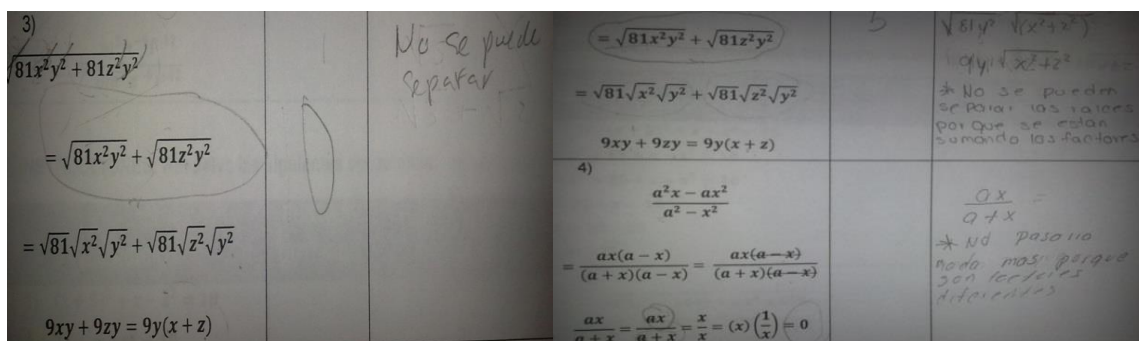 3)
√81x²y² + 81z²y²
= √81x²y² + √81z²y²
= √81√x²√y² + √81√z²√y²
9xy + 9zy = 9y(x + z)
No se puede
separar
= √81x²y² + √81z²y²
= √81√x²√y² + √81√z²√y²
9xy + 9zy = 9y(x + z)
5
√81y² √(x²+z²)
9y √x²+z²
* No se pueden
separar las raices
porque se estan
sumando los factores
4)
a²x − ax²
a² − x²
= ax(a − x) / (a + x)(a − x) = ax(a − x) / (a + x)(a − x)
ax / a + x = ax / a + x = x / x = (x)(1/x) = 0
ax / a + x =
* No pasaria
nada mas porque
son factores
diferentes